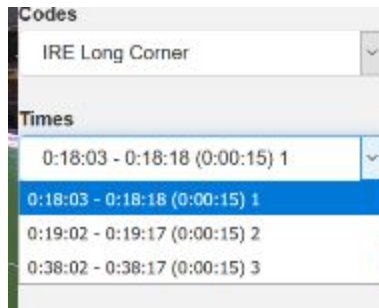 Codes
IRE Long Corner
Times
0:18:03 - 0:18:18 (0:00:15) 1
0:18:03 - 0:18:18 (0:00:15) 1
0:19:02 - 0:19:17 (0:00:15) 2
0:38:02 - 0:38:17 (0:00:15) 3